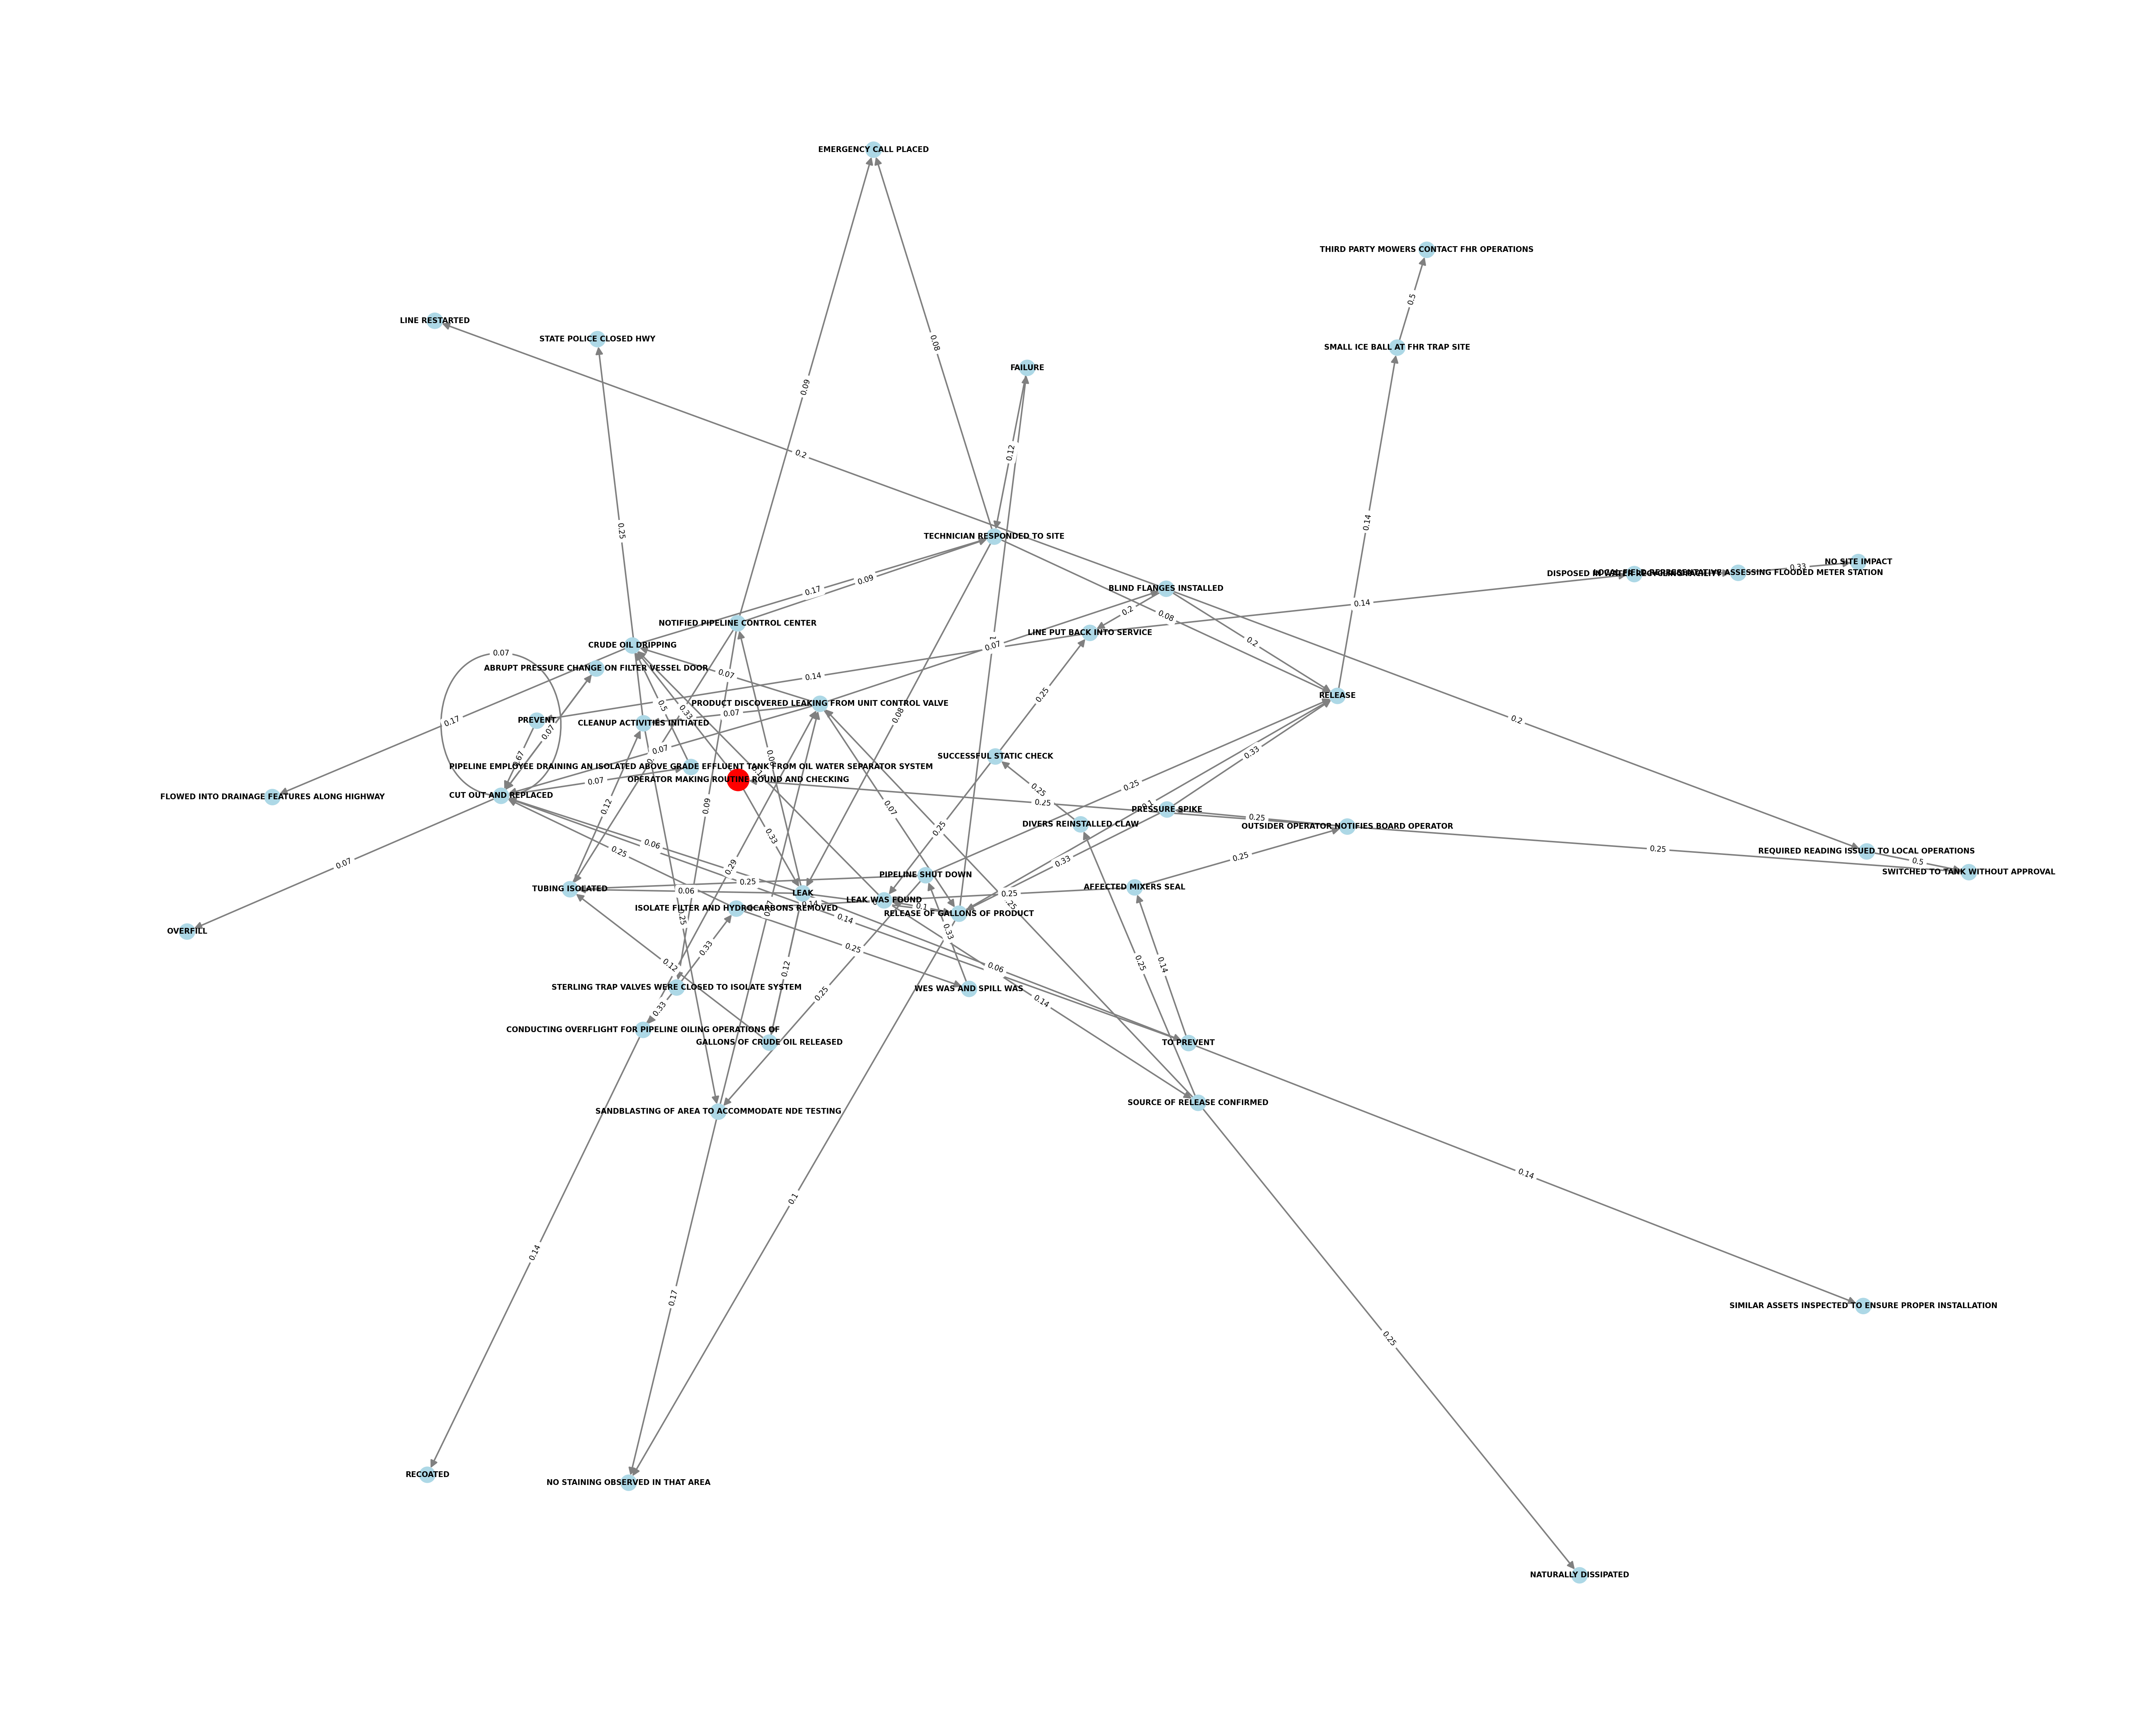 EMERGENCY CALL PLACED
THIRD PARTY MOWERS CONTACT FHR OPERATIONS
0.5
LINE RESTARTED
STATE POLICE CLOSED HWY
0.08
SMALL ICE BALL AT FHR TRAP SITE
FAILURE
0.09
0.2
0.12
0.14
0.25
TECHNICIAN RESPONDED TO SITE
NO SITE IMPACT
0.33
LOCAL FIELD REPRESENTATIVE ASSESSING FLOODED METER STATION
0.09
0.17
BLIND FLANGES INSTALLED
0.14
0.2
0.08
NOTIFIED PIPELINE CONTROL CENTER
LINE PUT BACK INTO SERVICE
0.2
CRUDE OIL DRIPPING
0.07
0.07
ABRUPT PRESSURE CHANGE ON FILTER VESSEL DOOR
0.07
0.14
0.25
RELEASE
PRODUCT DISCOVERED LEAKING FROM UNIT CONTROL VALVE
0.5
0.33
0.07
0.08
PREVENT
CLEANUP ACTIVITIES INITIATED
0.17
0.2
0.07
0.07
0.67
SUCCESSFUL STATIC CHECK
0.33
PIPELINE EMPLOYEE DRAINING AN ISOLATED ABOVE GRADE EFFLUENT TANK FROM OIL WATER SEPARATOR SYSTEM
OPERATOR MAKING ROUTINE ROUND AND CHECKING
0.07
0.25
0.25
FLOWED INTO DRAINAGE FEATURES ALONG HIGHWAY
CUT OUT AND REPLACED
0.25
0.1
0.12
0.09
0.07
PRESSURE SPIKE
0.25
DIVERS REINSTALLED CLAW
OUTSIDER OPERATOR NOTIFIES BOARD OPERATOR
0.25
0.33
0.06
0.25
0.25
REQUIRED READING ISSUED TO LOCAL OPERATIONS
0.25
0.07
0.29
0.33
0.5
SWITCHED TO TANK WITHOUT APPROVAL
PIPELINE SHUT DOWN
0.25
AFFECTED MIXERS SEAL
TUBING ISOLATED
0.06
LEAK
0.25
LEAK WAS FOUND
ISOLATE FILTER AND HYDROCARBONS REMOVED
0.14
0.1
RELEASE OF GALLONS OF PRODUCT
0.25
0.14
OVERFILL
0.33
0.33
0.25
0.12
0.12
0.06
0.25
0.14
STERLING TRAP VALVES WERE CLOSED TO ISOLATE SYSTEM
WES WAS AND SPILL WAS
0.25
0.14
0.33
CONDUCTING OVERFLIGHT FOR PIPELINE OILING OPERATIONS OF
GALLONS OF CRUDE OIL RELEASED
TO PREVENT
SOURCE OF RELEASE CONFIRMED
SANDBLASTING OF AREA TO ACCOMMODATE NDE TESTING
0.14
0.1
0.14
0.17
SIMILAR ASSETS INSPECTED TO ENSURE PROPER INSTALLATION
0.25
RECOATED
NO STAINING OBSERVED IN THAT AREA
NATURALLY DISSIPATED